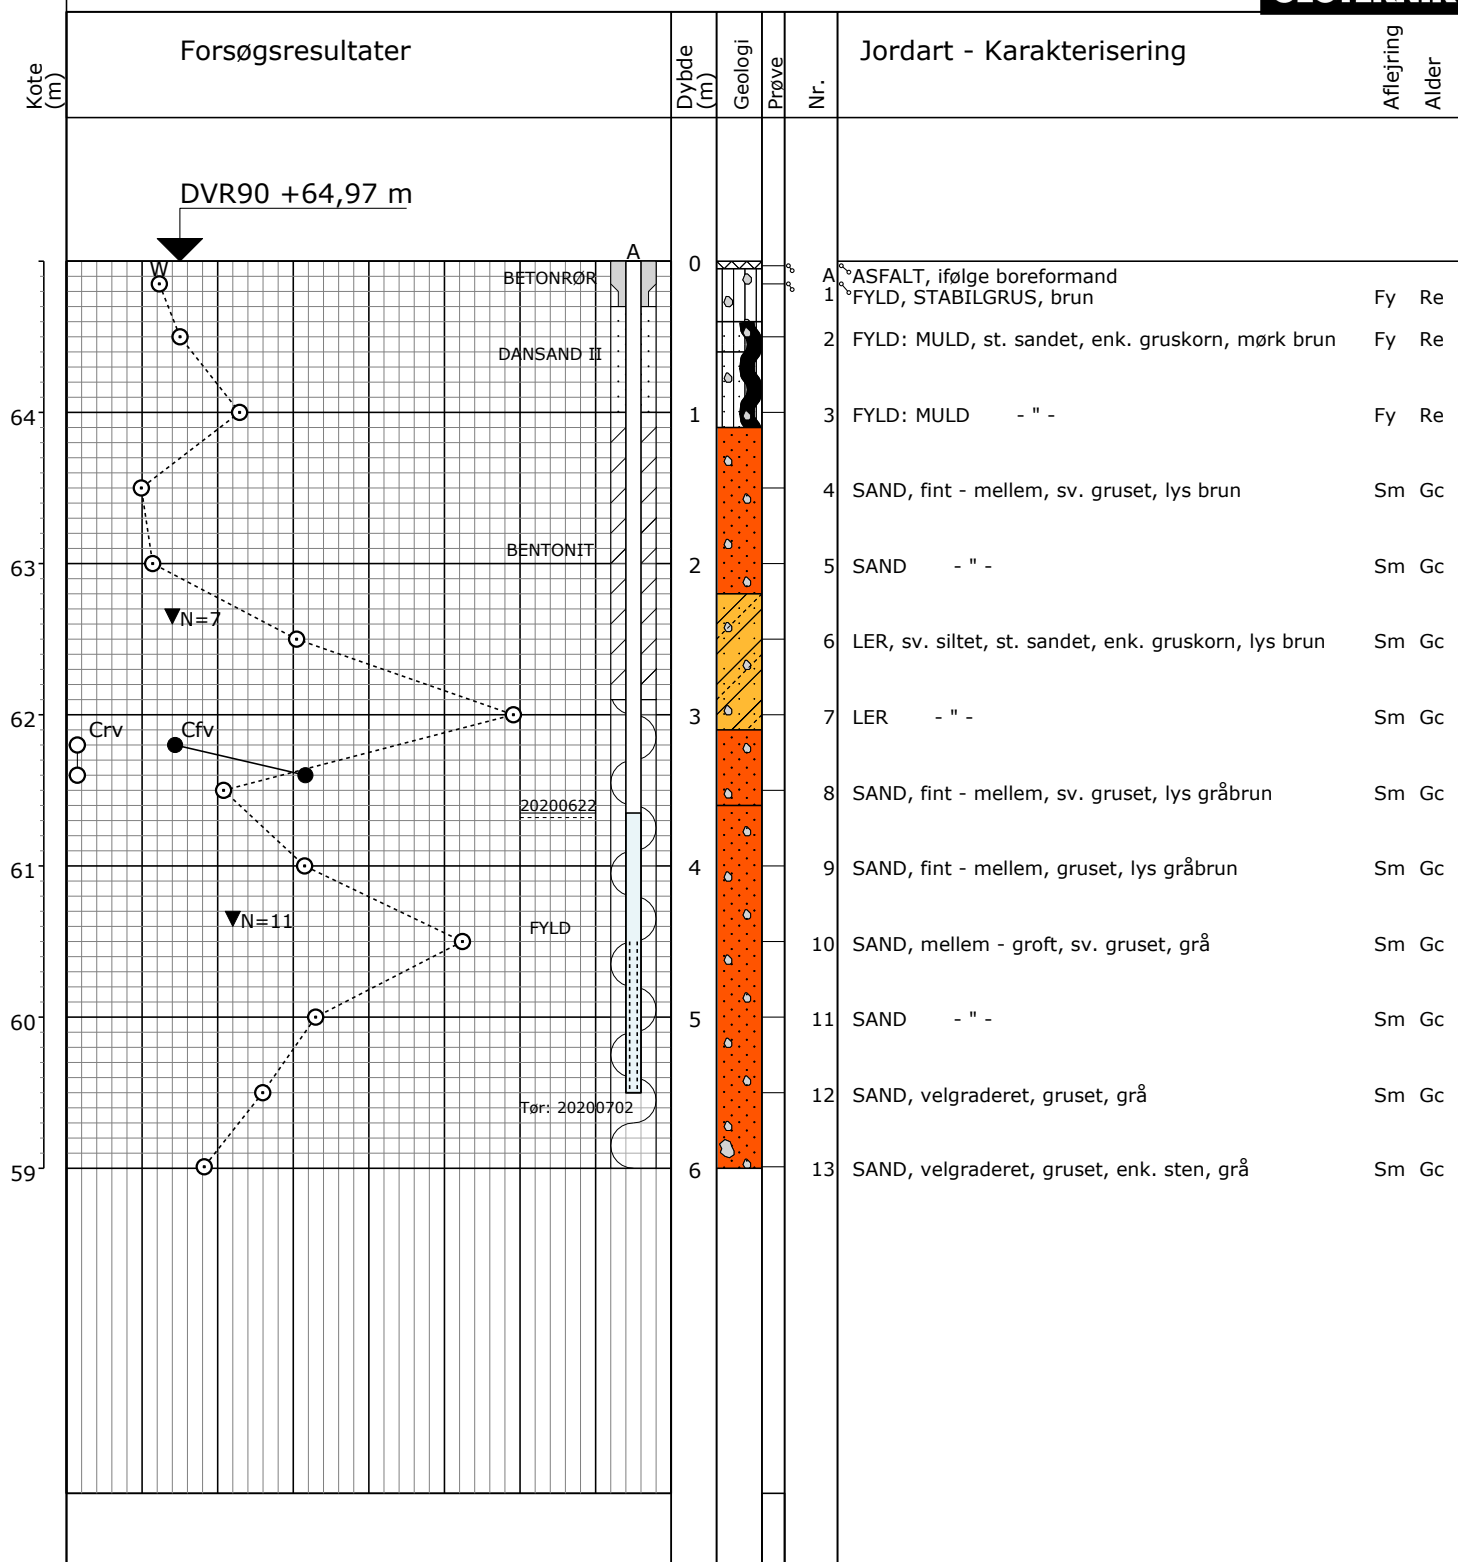 Forsøgsresultater
Kote (m)
Dybde (m)
Geologi
Prøve
Nr.
Jordart - Karakterisering
Aflejring
Alder
DVR90 +64,97 m
W
A
BETONRØR
DANSAND II
BENTONIT
N=7
Crv
Cfv
20200622
N=11
FYLD
Tør: 20200702
64
63
62
61
60
59
0
1
2
3
4
5
6
A ASFALT, ifølge boreformand
1 FYLD, STABILGRUS, brun Fy Re
2 FYLD: MULD, st. sandet, enk. gruskorn, mørk brun Fy Re
3 FYLD: MULD - " - Fy Re
4 SAND, fint - mellem, sv. gruset, lys brun Sm Gc
5 SAND - " - Sm Gc
6 LER, sv. siltet, st. sandet, enk. gruskorn, lys brun Sm Gc
7 LER - " - Sm Gc
8 SAND, fint - mellem, sv. gruset, lys gråbrun Sm Gc
9 SAND, fint - mellem, gruset, lys gråbrun Sm Gc
10 SAND, mellem - groft, sv. gruset, grå Sm Gc
11 SAND - " - Sm Gc
12 SAND, velgraderet, gruset, grå Sm Gc
13 SAND, velgraderet, gruset, enk. sten, grå Sm Gc